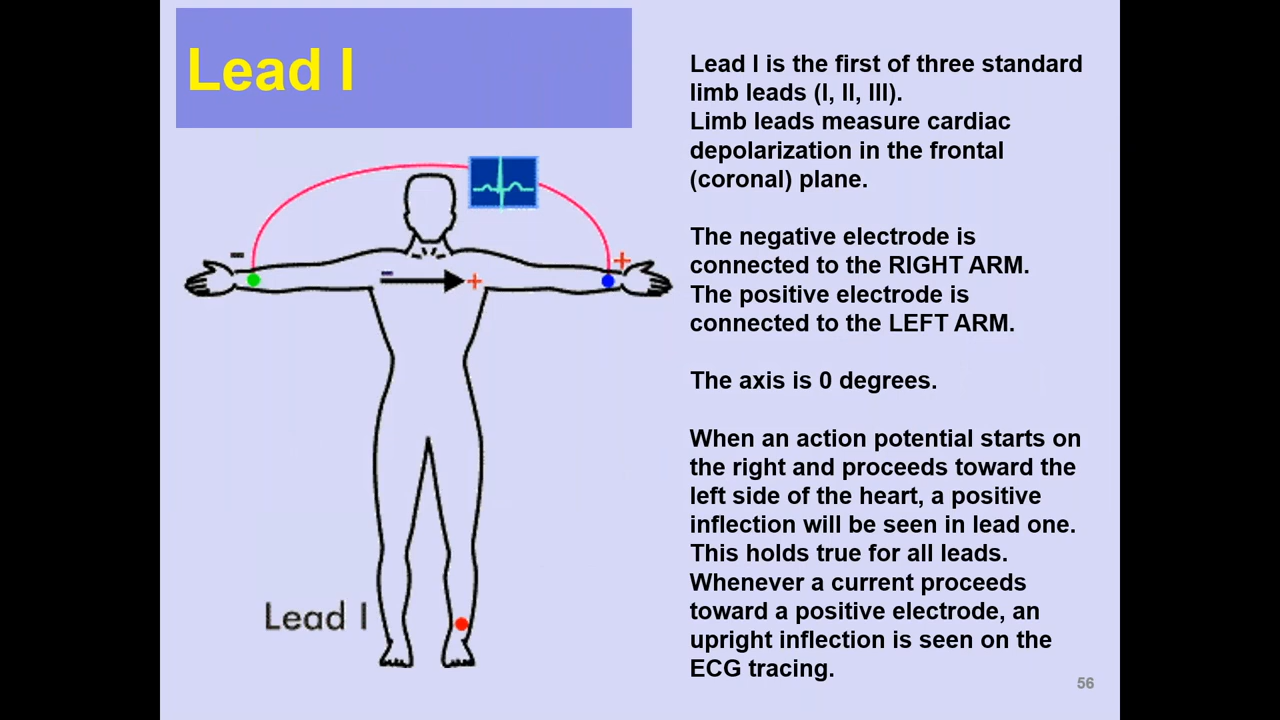 Lead I
Lead I is the first of three standard
limb leads (I, II, III).
Limb leads measure cardiac
depolarization in the frontal
(coronal) plane.
The negative electrode is
connected to the RIGHT ARM.
The positive electrode is
connected to the LEFT ARM.
The axis is 0 degrees.
When an action potential starts on
the right and proceeds toward the
left side of the heart, a positive
inflection will be seen in lead one.
This holds true for all leads.
Whenever a current proceeds
toward a positive electrode, an
upright inflection is seen on the
ECG tracing.
- +
- +
Lead I
56